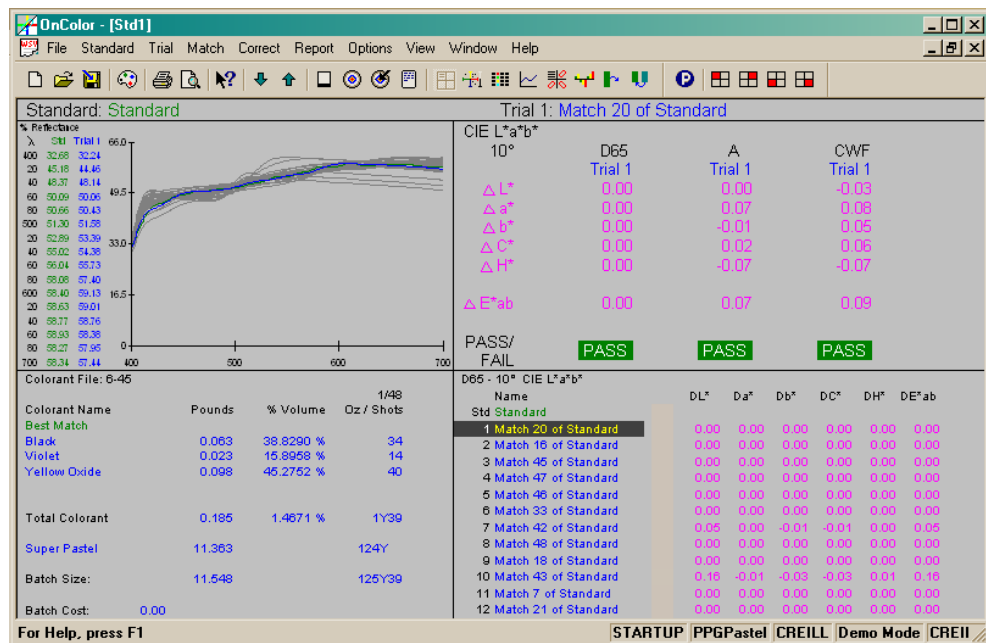 OnColor - [Std1]
File Standard Trial Match Correct Report Options View Window Help
Standard: Standard
Trial 1: Match 20 of Standard
% Reflectance
λ Std Trial 1
400 32.68 32.24
20 45.18 44.46
40 48.37 48.14
60 50.09 50.06
80 50.66 50.43
500 51.30 51.58
20 52.89 53.39
40 55.02 54.38
60 56.04 55.73
80 58.08 57.40
600 58.40 59.13
20 58.63 59.01
40 58.77 58.76
60 58.93 58.38
80 58.27 57.95
700 58.34 57.44
66.0
49.5
33.0
16.5
0
400 500 600 700
CIE L*a*b*
10° D65 A CWF
Trial 1 Trial 1 Trial 1
△ L* 0.00 0.00 -0.03
△ a* 0.00 0.07 0.08
△ b* 0.00 -0.01 0.05
△ C* 0.00 0.02 0.06
△ H* 0.00 -0.07 -0.07
△ E*ab 0.00 0.07 0.09
PASS/
FAIL PASS PASS PASS
Colorant File: 6-45
1/48
Colorant Name Pounds % Volume Oz / Shots
Best Match
Black 0.063 38.8290 % 34
Violet 0.023 15.8958 % 14
Yellow Oxide 0.098 45.2752 % 40
Total Colorant 0.185 1.4671 % 1Y39
Super Pastel 11.363 124Y
Batch Size: 11.548 125Y39
Batch Cost: 0.00
D65 - 10° CIE L*a*b*
Name DL* Da* Db* DC* DH* DE*ab
Std Standard
1 Match 20 of Standard 0.00 0.00 0.00 0.00 0.00 0.00
2 Match 16 of Standard 0.00 0.00 0.00 0.00 0.00 0.00
3 Match 45 of Standard 0.00 0.00 0.00 0.00 0.00 0.00
4 Match 47 of Standard 0.00 0.00 0.00 0.00 0.00 0.00
5 Match 46 of Standard 0.00 0.00 0.00 0.00 0.00 0.00
6 Match 33 of Standard 0.00 0.00 0.00 0.00 0.00 0.00
7 Match 42 of Standard 0.05 0.00 -0.01 -0.01 0.00 0.05
8 Match 48 of Standard 0.00 0.00 0.00 0.00 0.00 0.00
9 Match 18 of Standard 0.00 0.00 0.00 0.00 0.00 0.00
10 Match 43 of Standard 0.16 -0.01 -0.03 -0.03 0.01 0.16
11 Match 7 of Standard 0.00 0.00 0.00 0.00 0.00 0.00
12 Match 21 of Standard 0.00 0.00 0.00 0.00 0.00 0.00
For Help, press F1
STARTUP PPGPastel CREILL Demo Mode CREII